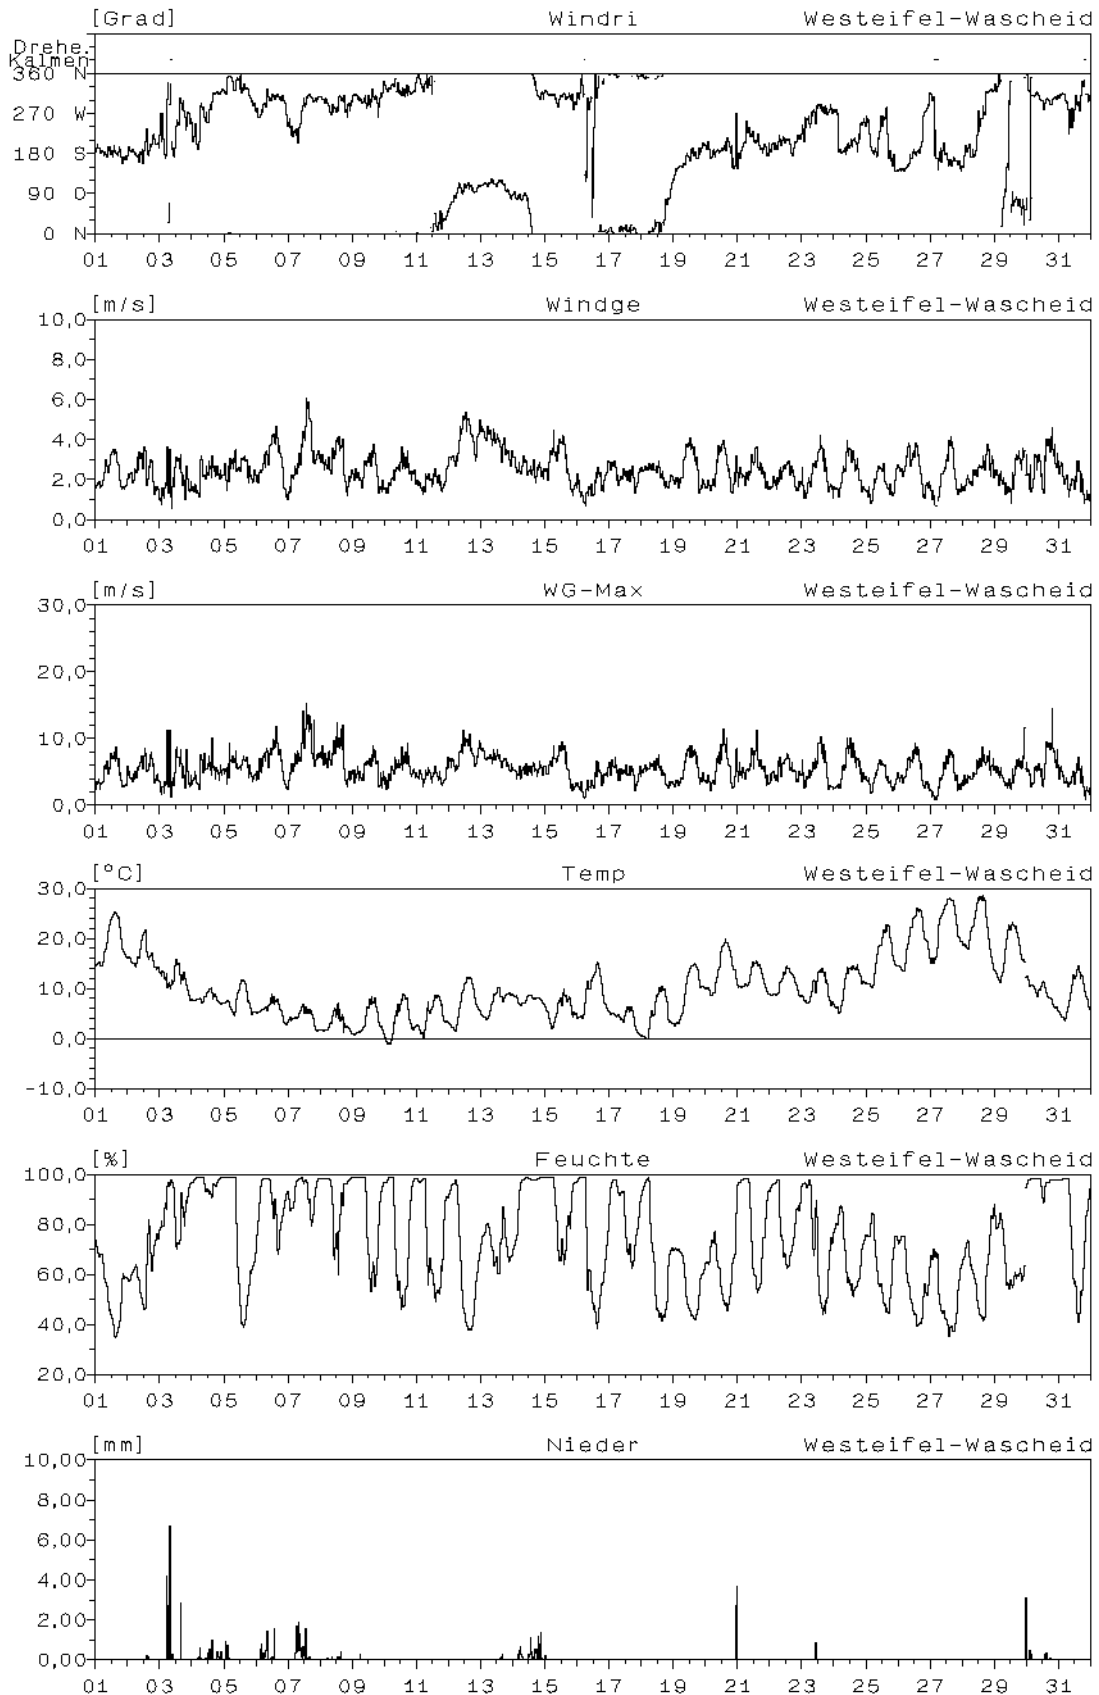 [Grad] Windri Westeifel-Wascheid
Drehe.
Kalmen
360 N
270 W
180 S
90 O
0 N
01 03 05 07 09 11 13 15 17 19 21 23 25 27 29 31
[m/s] Windge Westeifel-Wascheid
10,0
8,0
6,0
4,0
2,0
0,0
01 03 05 07 09 11 13 15 17 19 21 23 25 27 29 31
[m/s] WG-Max Westeifel-Wascheid
30,0
20,0
10,0
0,0
01 03 05 07 09 11 13 15 17 19 21 23 25 27 29 31
[°C] Temp Westeifel-Wascheid
30,0
20,0
10,0
0,0
-10,0
01 03 05 07 09 11 13 15 17 19 21 23 25 27 29 31
[%] Feuchte Westeifel-Wascheid
100,0
80,0
60,0
40,0
20,0
01 03 05 07 09 11 13 15 17 19 21 23 25 27 29 31
[mm] Nieder Westeifel-Wascheid
10,00
8,00
6,00
4,00
2,00
0,00
01 03 05 07 09 11 13 15 17 19 21 23 25 27 29 31